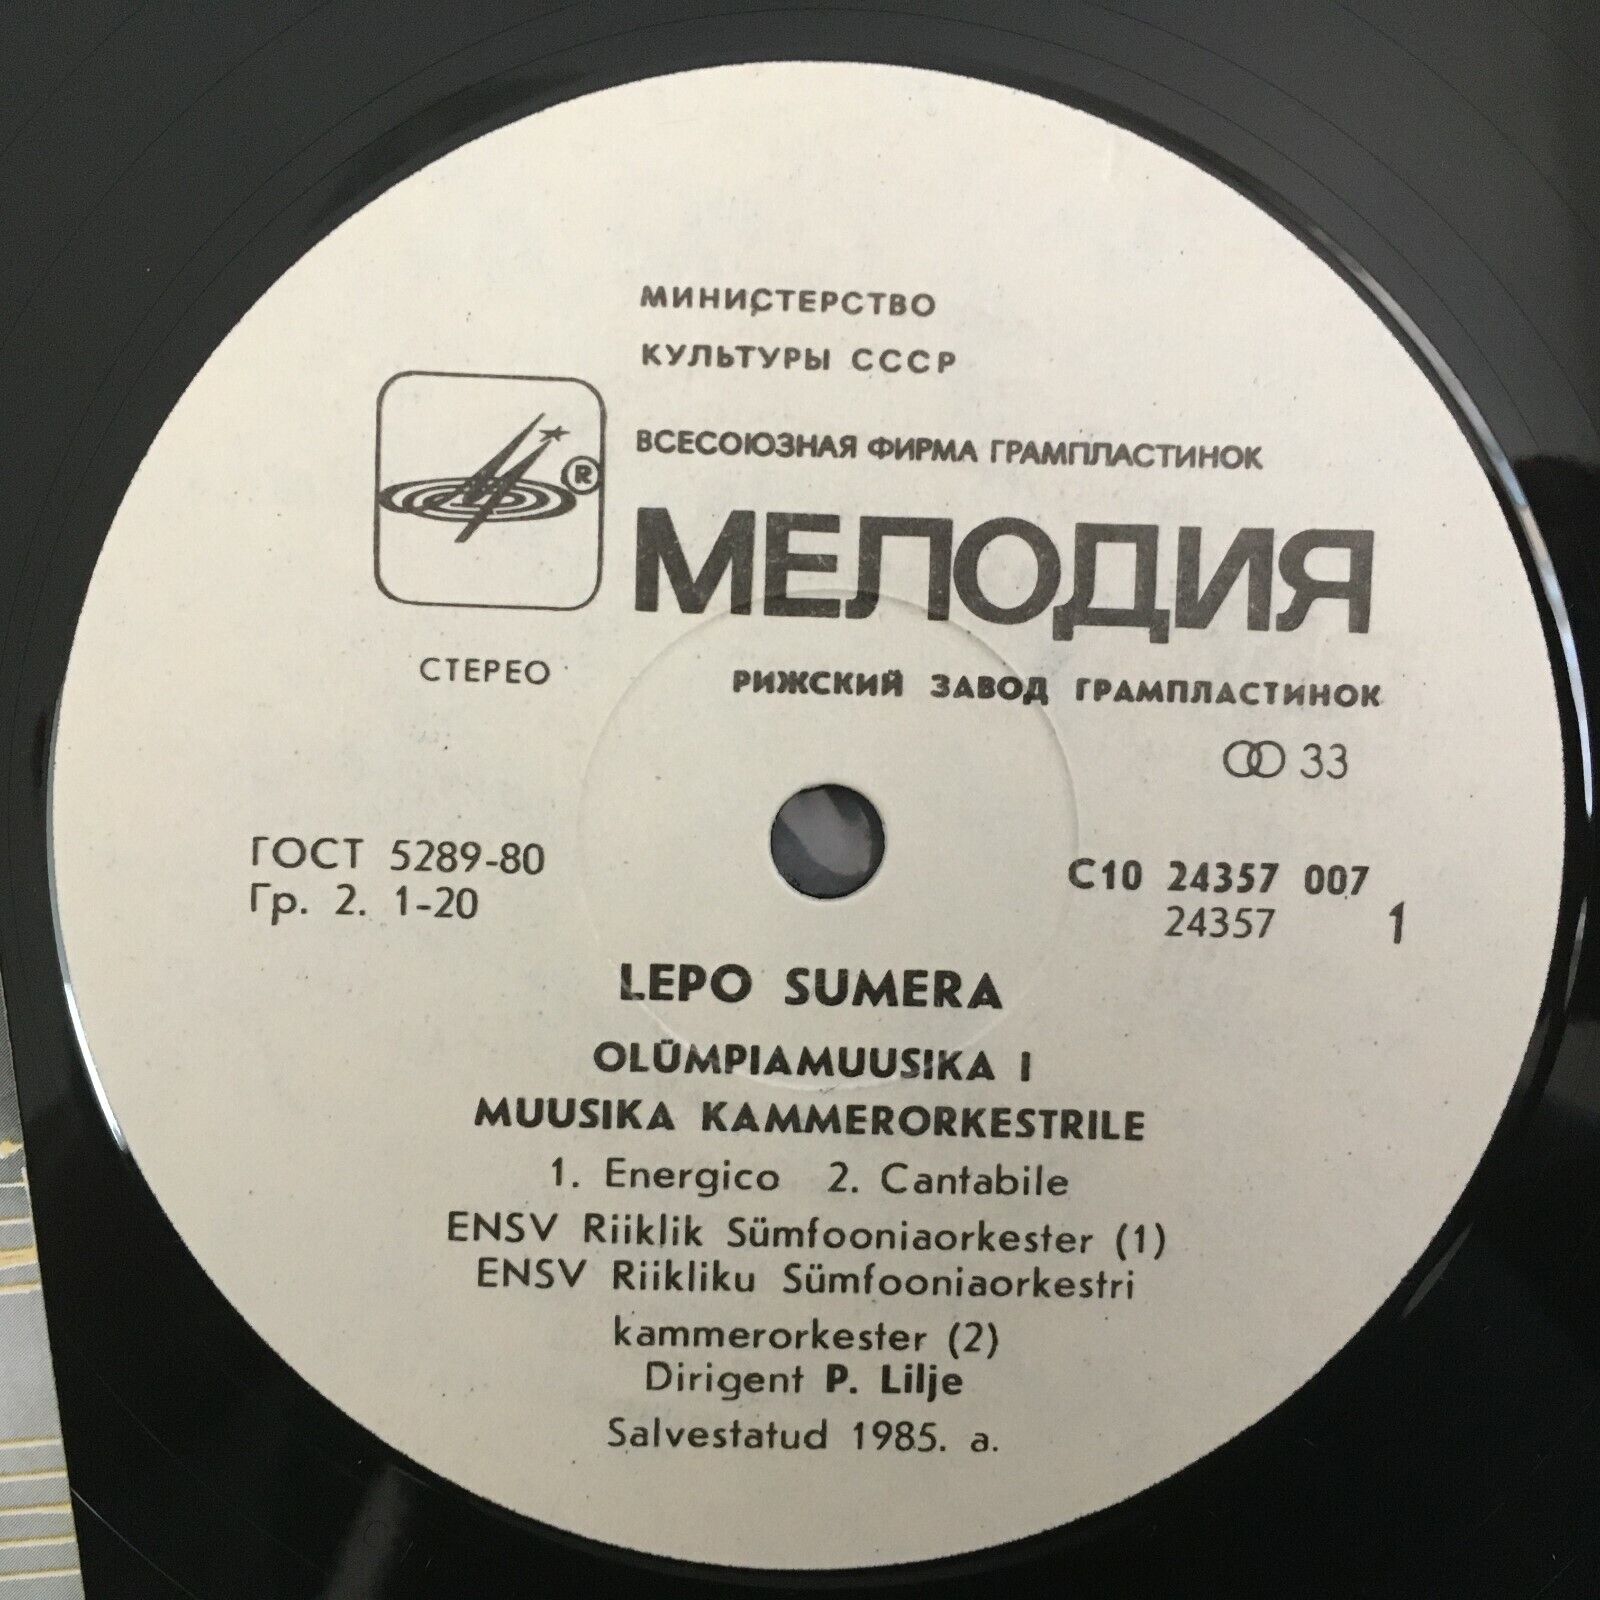 МИНИСТЕРСТВО
КУЛЬТУРЫ СССР
ВСЕСОЮЗНАЯ ФИРМА ГРАМПЛАСТИНОК
®
МЕЛОДИЯ
СТЕРЕО
РИЖСКИЙ ЗАВОД ГРАМПЛАСТИНОК
33
ГОСТ 5289-80
Гр. 2. 1-20
С10 24357 007
24357 1
LEPO SUMERA
OLÜMPIAMUUSIKA I
MUUSIKA KAMMERORKESTRILE
1. Energico 2. Cantabile
ENSV Riiklik Sümfooniaorkester (1)
ENSV Riikliku Sümfooniaorkestri
kammerorkester (2)
Dirigent P. Lilje
Salvestatud 1985. a.